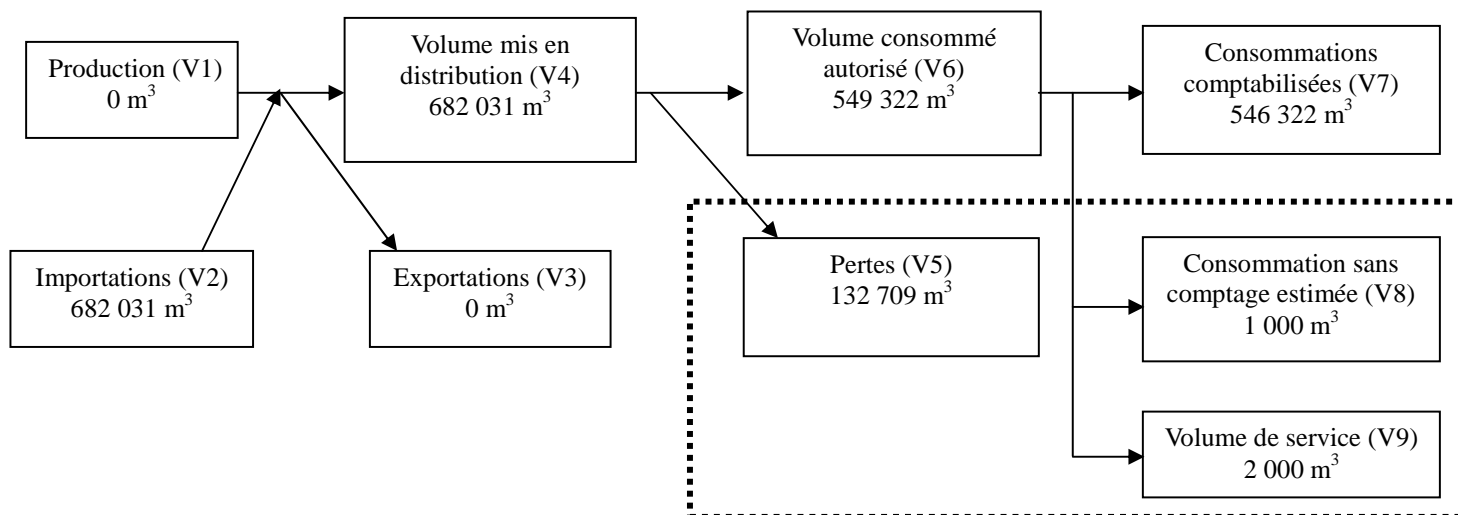 Production (V1)
0 m³
Volume mis en
distribution (V4)
682 031 m³
Volume consommé
autorisé (V6)
549 322 m³
Consommations
comptabilisées (V7)
546 322 m³
Importations (V2)
682 031 m³
Exportations (V3)
0 m³
Pertes (V5)
132 709 m³
Consommation sans
comptage estimée (V8)
1 000 m³
Volume de service (V9)
2 000 m³